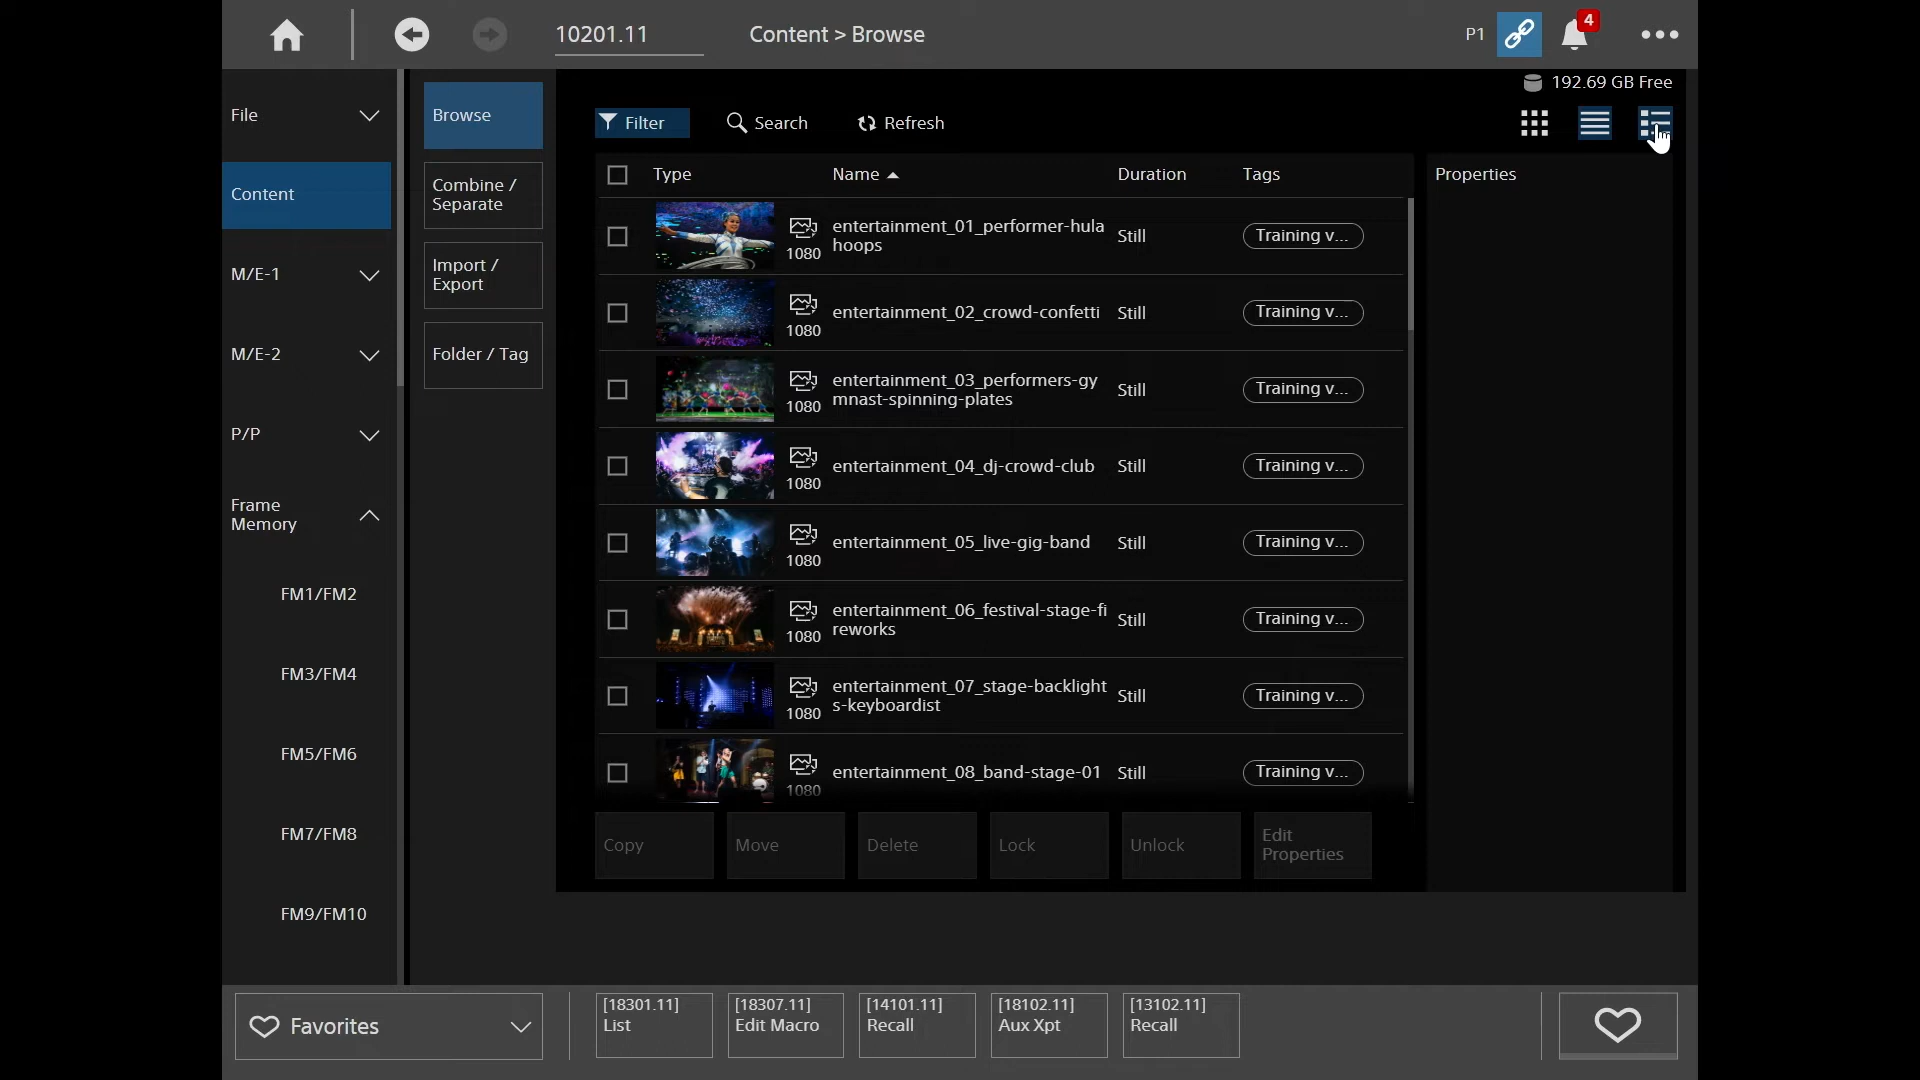 10201.11
Content > Browse
P1
4
192.69 GB Free
File
Content
M/E-1
M/E-2
P/P
Frame
Memory
FM1/FM2
FM3/FM4
FM5/FM6
FM7/FM8
FM9/FM10
Browse
Combine /
Separate
Import /
Export
Folder / Tag
Filter
Search
Refresh
Type
Name
Duration
Tags
Properties
1080
entertainment_01_performer-hula
hoops
Still
Training v...
1080
entertainment_02_crowd-confetti
Still
Training v...
1080
entertainment_03_performers-gy
mnast-spinning-plates
Still
Training v...
1080
entertainment_04_dj-crowd-club
Still
Training v...
1080
entertainment_05_live-gig-band
Still
Training v...
1080
entertainment_06_festival-stage-fi
reworks
Still
Training v...
1080
entertainment_07_stage-backlight
s-keyboardist
Still
Training v...
1080
entertainment_08_band-stage-01
Still
Training v...
Copy
Move
Delete
Lock
Unlock
Edit
Properties
Favorites
[18301.11]
List
[18307.11]
Edit Macro
[14101.11]
Recall
[18102.11]
Aux Xpt
[13102.11]
Recall